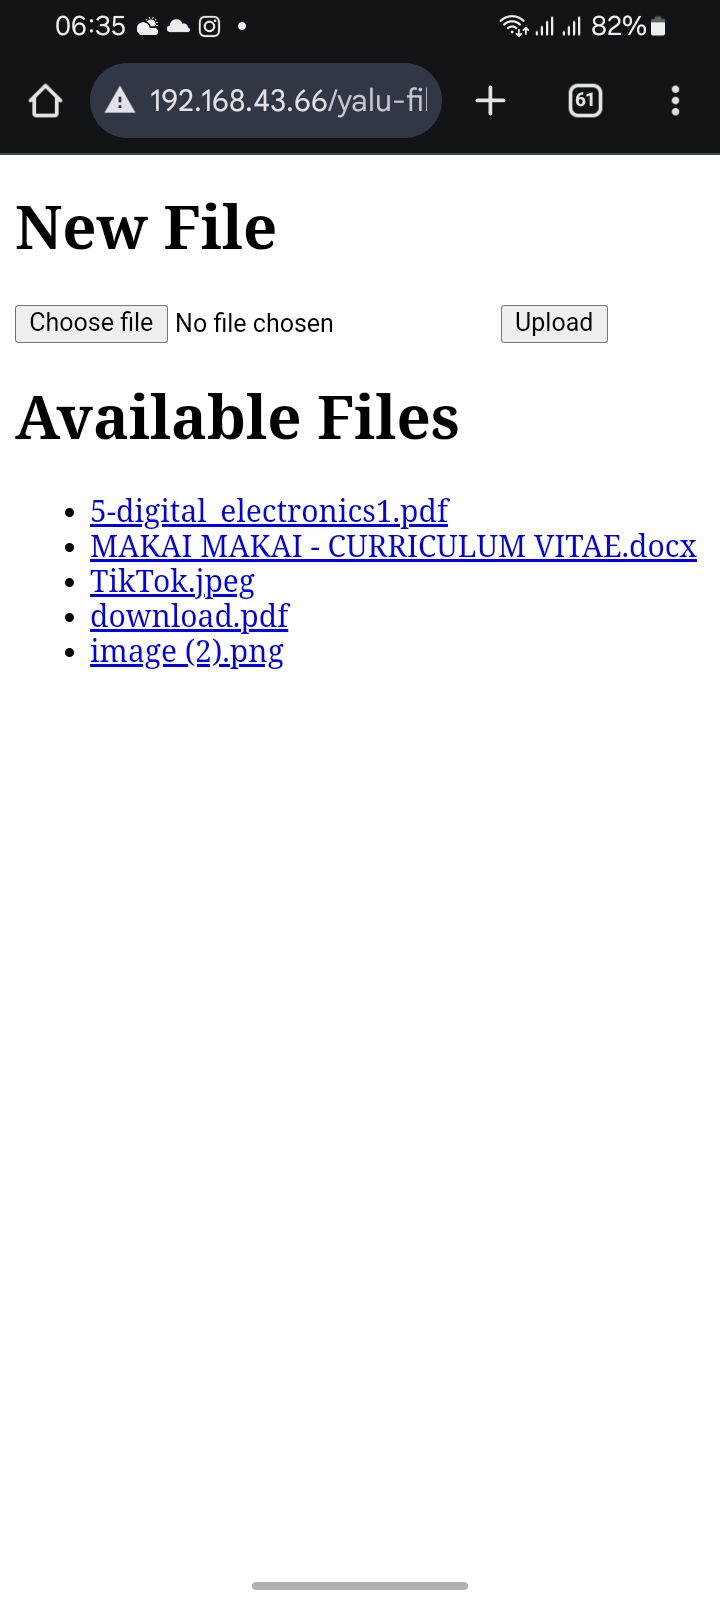 06:35 82%
192.168.43.66/yalu-fil 61
New File
Choose file No file chosen Upload
Available Files
5-digital_electronics1.pdf
MAKAI MAKAI - CURRICULUM VITAE.docx
TikTok.jpeg
download.pdf
image (2).png